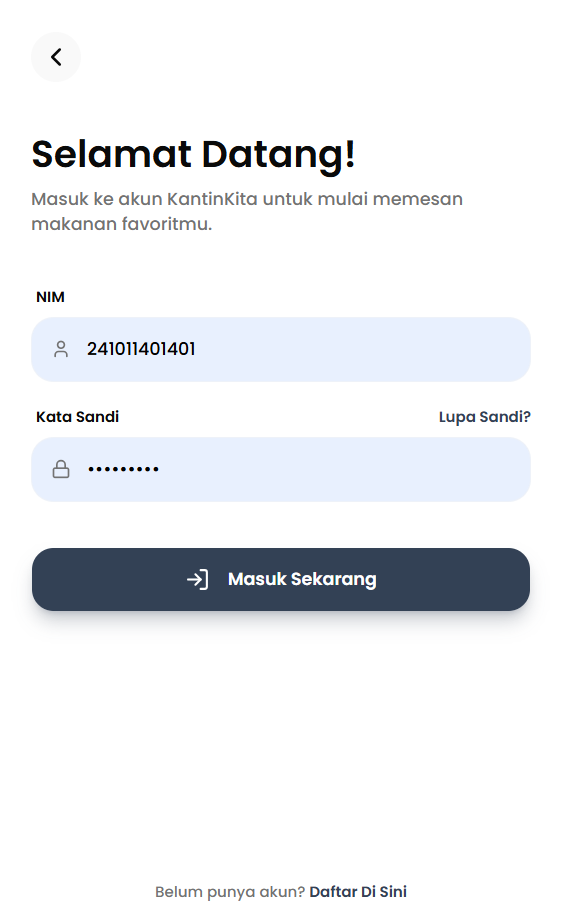 Selamat Datang!
Masuk ke akun KantinKita untuk mulai memesan
makanan favoritmu.
NIM
241011401401
Kata Sandi
Lupa Sandi?
•••••••••
Masuk Sekarang
Belum punya akun? Daftar Di Sini